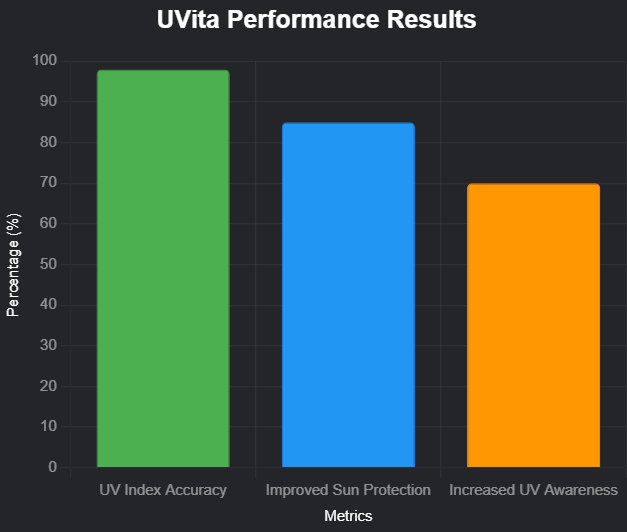 UVita Performance Results
100
90
80
70
60
50
40
30
20
10
0
Percentage (%)
UV Index Accuracy
Improved Sun Protection
Increased UV Awareness
Metrics